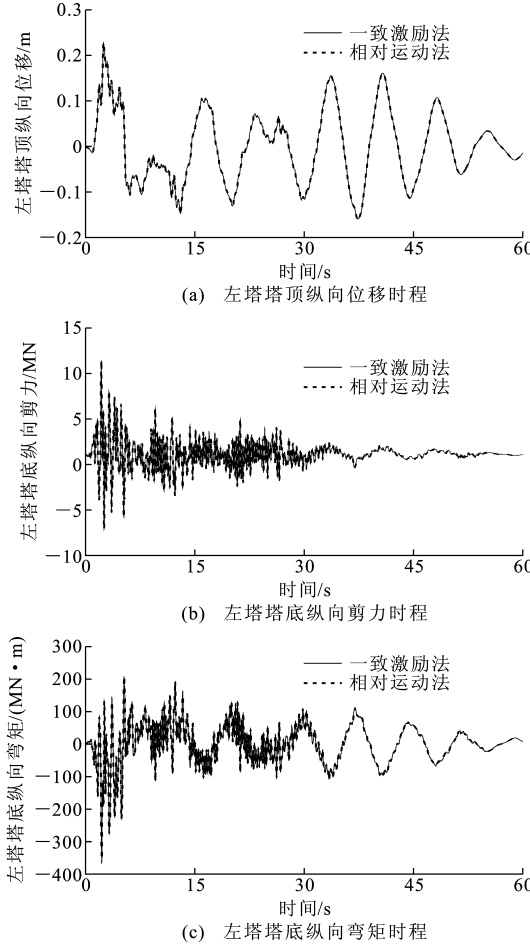 0.3
0.2
0.1
0
−0.1
−0.2
左塔塔顶纵向位移/m
一致激励法
相对运动法
0 15 30 45 60
时间/s
(a) 左塔塔顶纵向位移时程
15
10
5
0
−5
−10
左塔塔底纵向剪力/MN
一致激励法
相对运动法
0 15 30 45 60
时间/s
(b) 左塔塔底纵向剪力时程
300
200
100
0
−100
−200
−300
−400
左塔塔底纵向弯矩/(MN·m)
一致激励法
相对运动法
0 15 30 45 60
时间/s
(c) 左塔塔底纵向弯矩时程